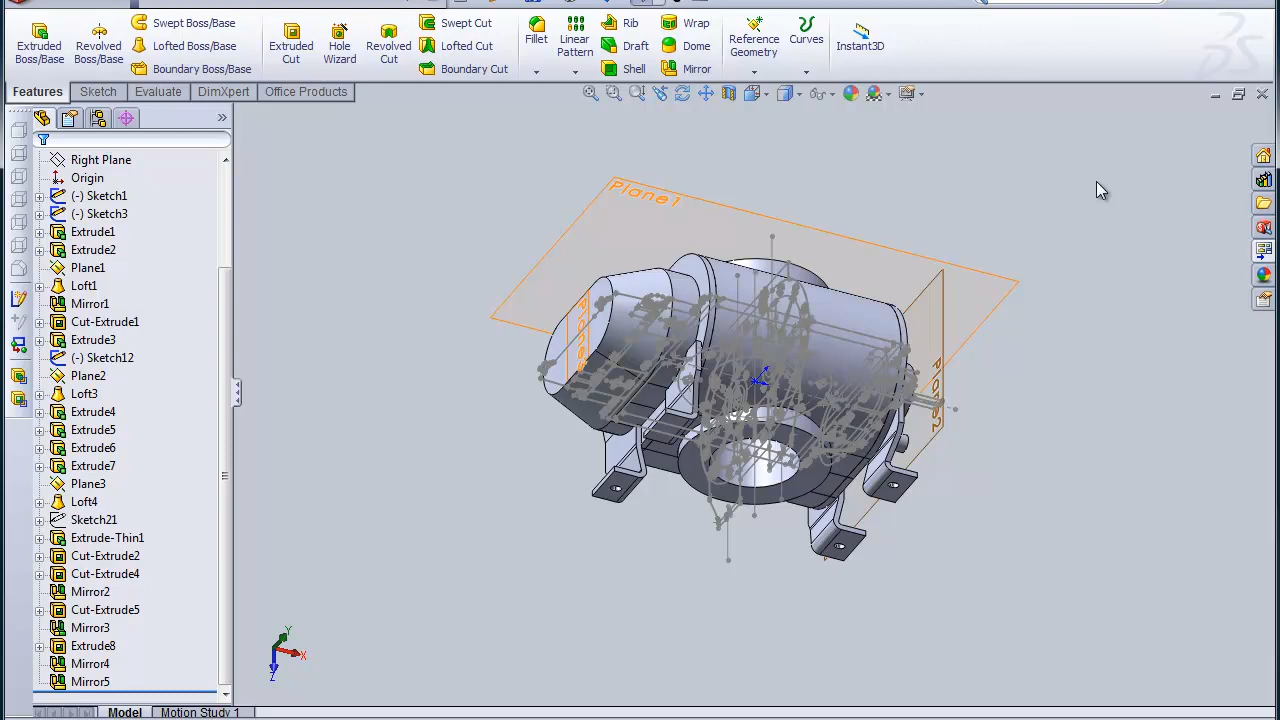 Swept Boss/Base Swept Cut Rib Wrap
Extruded Boss/Base Revolved Boss/Base Lofted Boss/Base Extruded Cut Hole Wizard Revolved Cut Lofted Cut Fillet Linear Pattern Draft Dome Reference Geometry Curves Instant3D
Boundary Boss/Base Boundary Cut Shell Mirror
Features Sketch Evaluate DimXpert Office Products
Right Plane
Origin
(-) Sketch1
(-) Sketch3
Extrude1
Extrude2
Plane1
Loft1
Mirror1
Cut-Extrude1
Extrude3
(-) Sketch12
Plane2
Loft3
Extrude4
Extrude5
Extrude6
Extrude7
Plane3
Loft4
Sketch21
Extrude-Thin1
Cut-Extrude2
Cut-Extrude4
Mirror2
Cut-Extrude5
Mirror3
Extrude8
Mirror4
Mirror5
Plane1
Plane3
Plane2
Y
X
Z
Model Motion Study 1